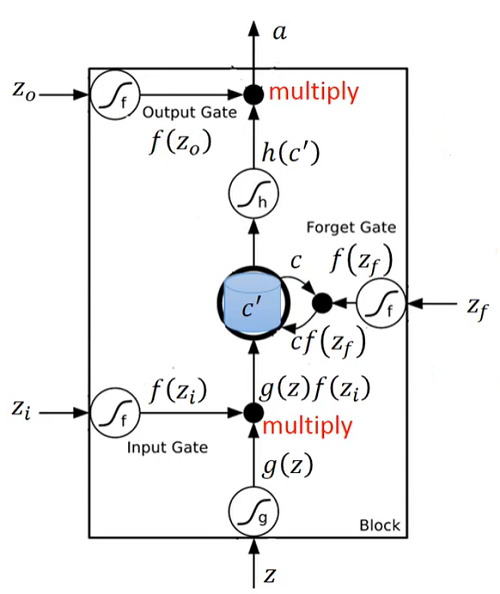 a
z_o
f
multiply
Output Gate
f(z_o)
h(c′)
h
Forget Gate
c
f(z_f)
c′
f
z_f
cf(z_f)
f(z_i)
g(z)f(z_i)
z_i
f
multiply
Input Gate
g(z)
g
Block
z